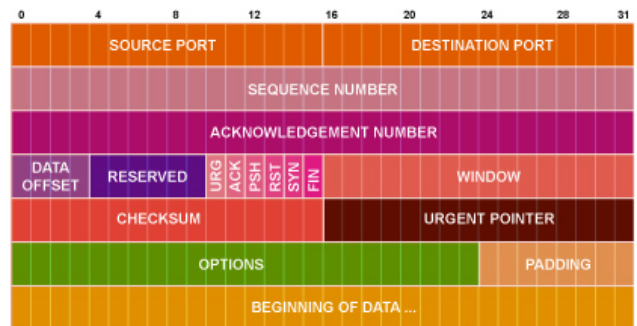 0 4 8 12 16 20 24 28 31
SOURCE PORT DESTINATION PORT
SEQUENCE NUMBER
ACKNOWLEDGEMENT NUMBER
DATA OFFSET RESERVED URG ACK PSH RST SYN FIN WINDOW
CHECKSUM URGENT POINTER
OPTIONS PADDING
BEGINNING OF DATA ...